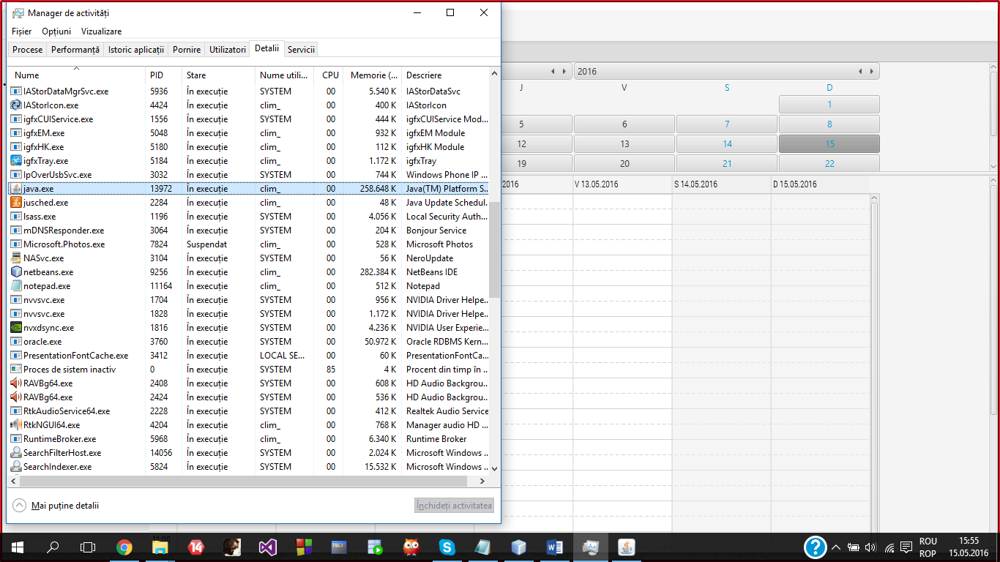 Manager de activități
Fișier Opțiuni Vizualizare
Procese Performanță Istoric aplicații Pornire Utilizatori Detalii Servicii
Nume PID Stare Nume utili... CPU Memorie (... Descriere
IAStorDataMgrSvc.exe 5936 În execuție SYSTEM 00 5.540 K IAStorDataSvc
IAStorIcon.exe 4424 În execuție clim_ 00 400 K IAStorIcon
igfxCUIService.exe 1556 În execuție SYSTEM 00 444 K igfxCUIService Mod...
igfxEM.exe 5048 În execuție clim_ 00 932 K igfxEM Module
igfxHK.exe 5180 În execuție clim_ 00 112 K igfxHK Module
igfxTray.exe 5184 În execuție clim_ 00 1.172 K igfxTray
IpOverUsbSvc.exe 3032 În execuție SYSTEM 00 744 K Windows Phone IP ...
java.exe 13972 În execuție clim_ 00 258.648 K Java(TM) Platform S...
jusched.exe 2284 În execuție clim_ 00 48 K Java Update Schedul...
lsass.exe 1196 În execuție SYSTEM 00 4.056 K Local Security Auth...
mDNSResponder.exe 3064 În execuție SYSTEM 00 204 K Bonjour Service
Microsoft.Photos.exe 7824 Suspendat clim_ 00 528 K Microsoft Photos
NASvc.exe 3104 În execuție SYSTEM 00 56 K NeroUpdate
netbeans.exe 9256 În execuție clim_ 00 282.384 K NetBeans IDE
notepad.exe 11164 În execuție clim_ 00 512 K Notepad
nvvsvc.exe 1704 În execuție SYSTEM 00 956 K NVIDIA Driver Helpe...
nvvsvc.exe 1828 În execuție SYSTEM 00 1.172 K NVIDIA Driver Helpe...
nvxdsync.exe 1816 În execuție SYSTEM 00 4.236 K NVIDIA User Experie...
oracle.exe 3760 În execuție SYSTEM 00 50.972 K Oracle RDBMS Kern...
PresentationFontCache.exe 3412 În execuție LOCAL SE... 00 60 K PresentationFontCa...
Proces de sistem inactiv 0 În execuție SYSTEM 85 4 K Procent din timp în ...
RAVBg64.exe 2408 În execuție SYSTEM 00 608 K HD Audio Backgrou...
RAVBg64.exe 2424 În execuție SYSTEM 00 536 K HD Audio Backgrou...
RtkAudioService64.exe 2228 În execuție SYSTEM 00 412 K Realtek Audio Service
RtkNGUI64.exe 4204 În execuție clim_ 00 768 K Manager audio HD ...
RuntimeBroker.exe 5968 În execuție clim_ 00 6.340 K Runtime Broker
SearchFilterHost.exe 14056 În execuție SYSTEM 00 2.024 K Microsoft Windows ...
SearchIndexer.exe 5824 În execuție SYSTEM 00 15.532 K Microsoft Windows ...
Mai puține detalii Închideți activitatea
2016
J V S D
1
5 6 7 8
12 13 14 15
19 20 21 22
2016 V 13.05.2016 S 14.05.2016 D 15.05.2016
11:00
14 SQL> ROU 15:55
ROP 15.05.2016